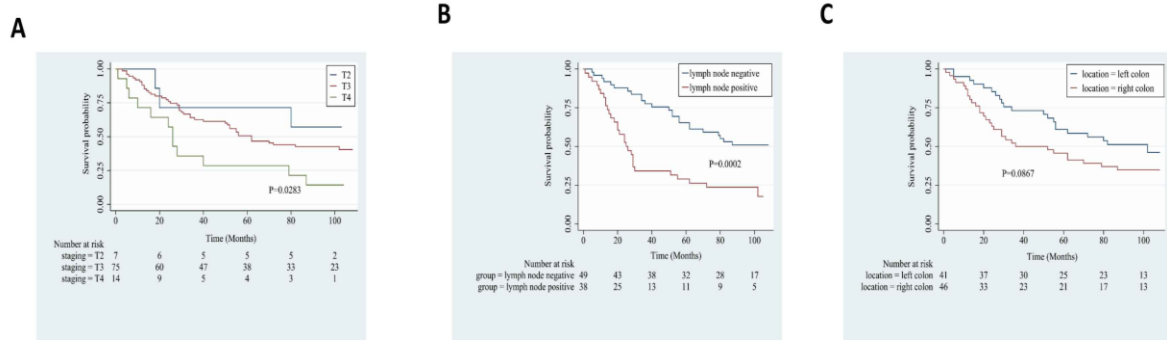 A
Survival probability
1.00
0.75
0.50
0.25
0.00
T2
T3
T4
P=0.0283
0 20 40 60 80 100
Time (Months)
Number at risk
staging = T2 7 6 5 5 5 2
staging = T3 75 60 47 38 33 23
staging = T4 14 9 5 4 3 1
B
Survival probability
1.00
0.75
0.50
0.25
0.00
lymph node negative
lymph node positive
P=0.0002
0 20 40 60 80 100
Time (Months)
Number at risk
group = lymph node negative 49 43 38 32 28 17
group = lymph node positive 38 25 13 11 9 5
C
Survival probability
1.00
0.75
0.50
0.25
0.00
location = left colon
location = right colon
P=0.0867
0 20 40 60 80 100
Time (Months)
Number at risk
location = left colon 41 37 30 25 23 13
location = right colon 46 33 23 21 17 13